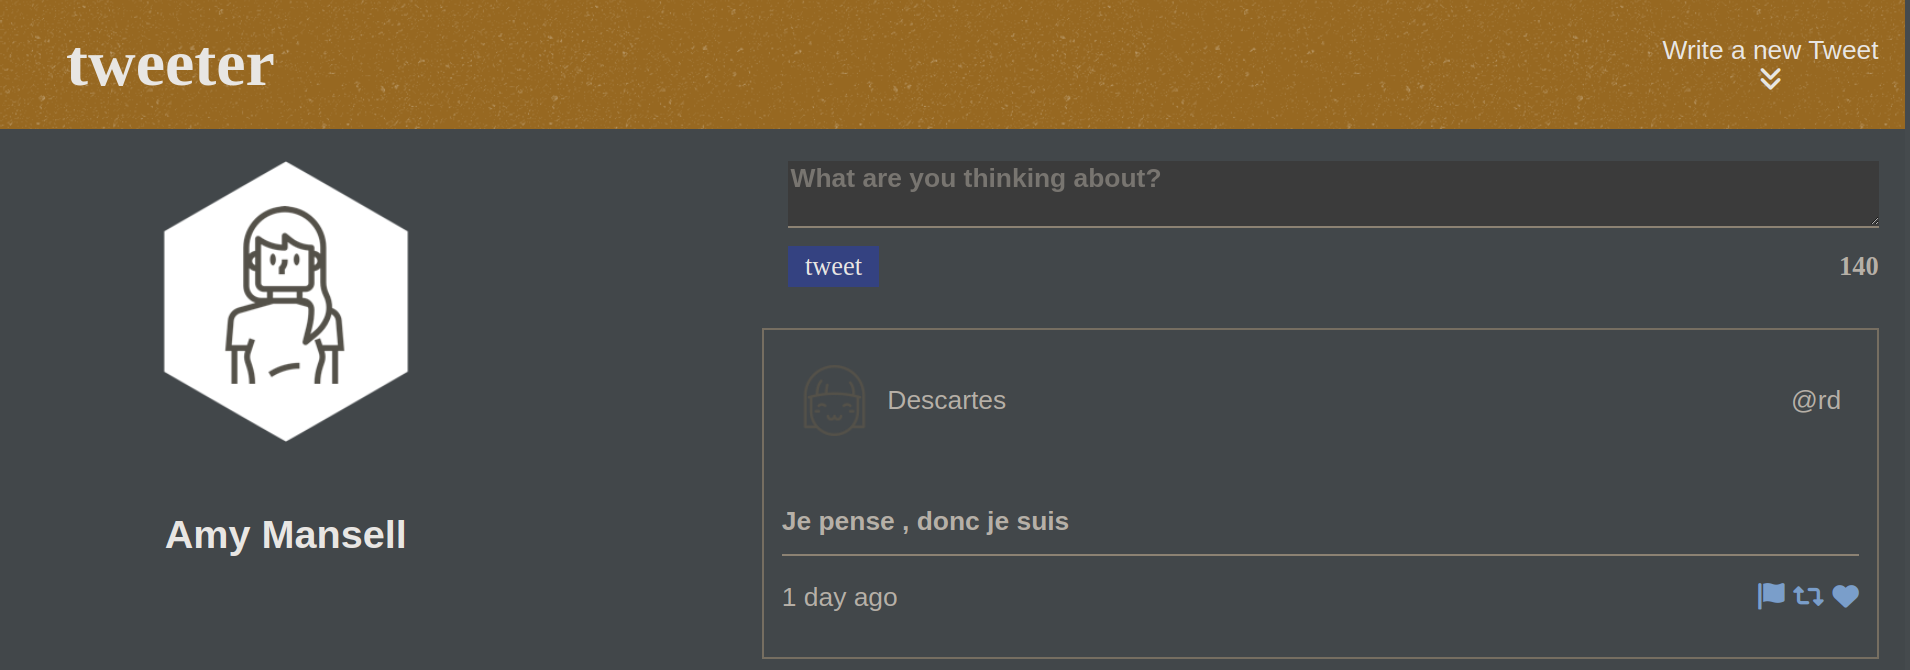 tweeter
Write a new Tweet
Amy Mansell
What are you thinking about?
tweet
140
Descartes
@rd
Je pense , donc je suis
1 day ago